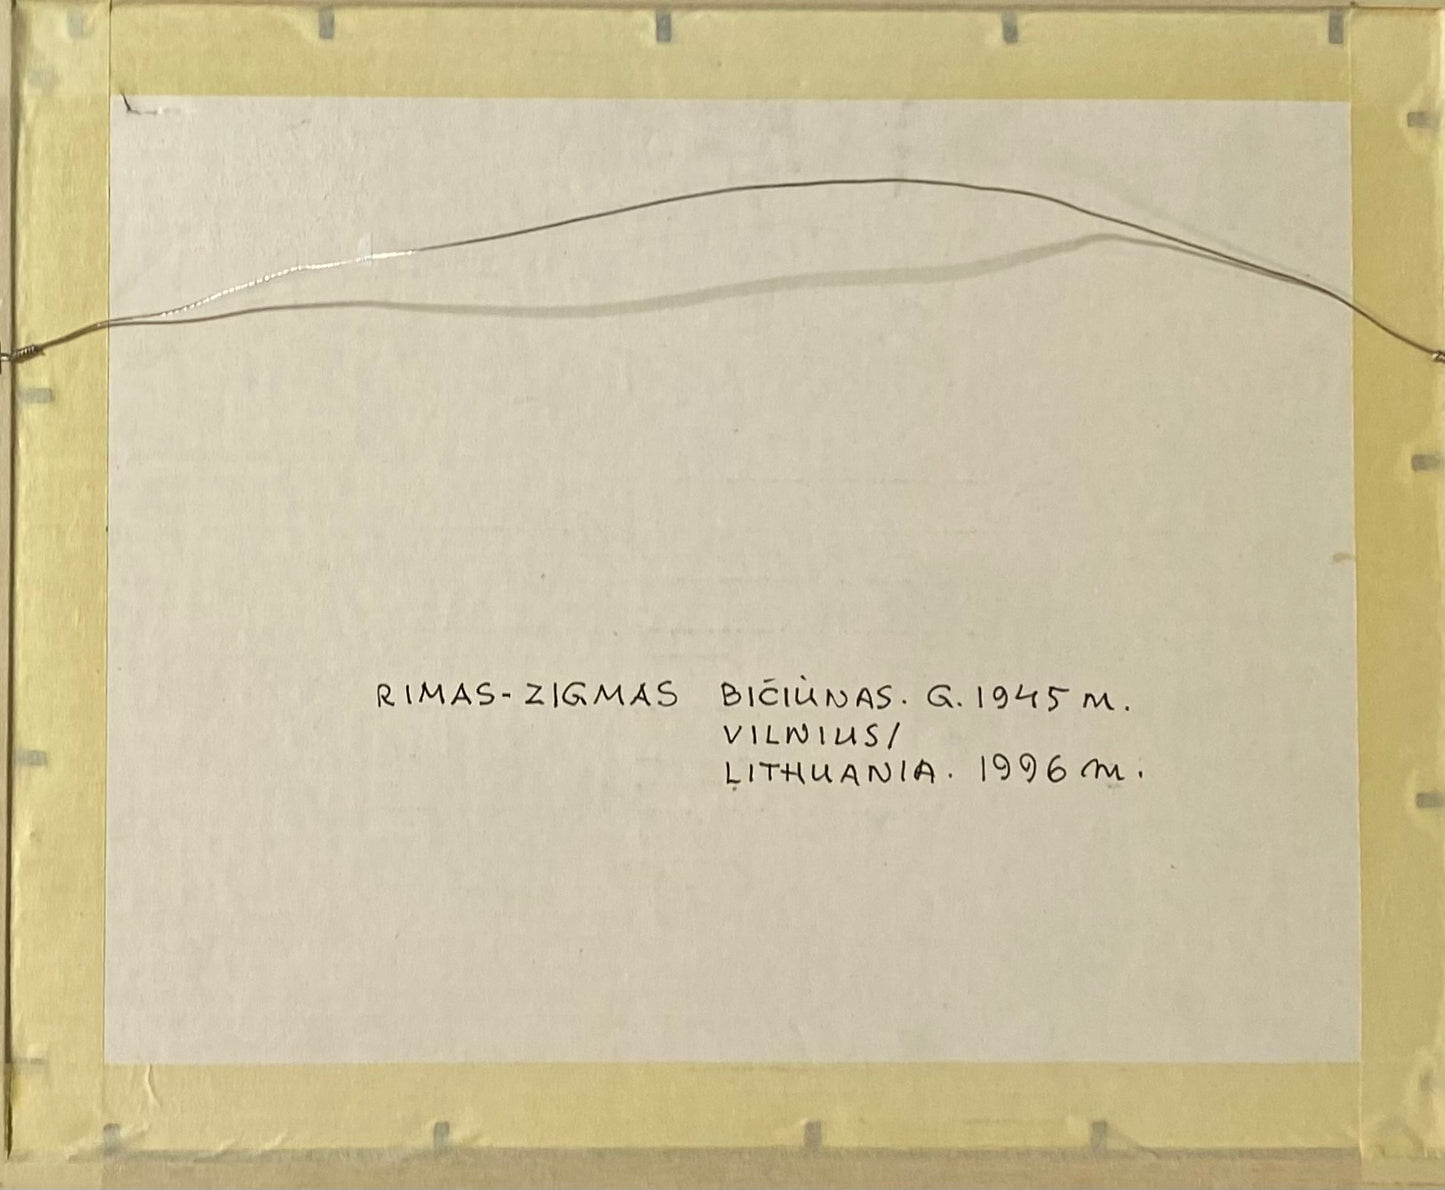 RIMAS-ZIGMAS BIČIŪNAS. G. 1945 m.
VILNIUS/
LITHUANIA. 1996 m.